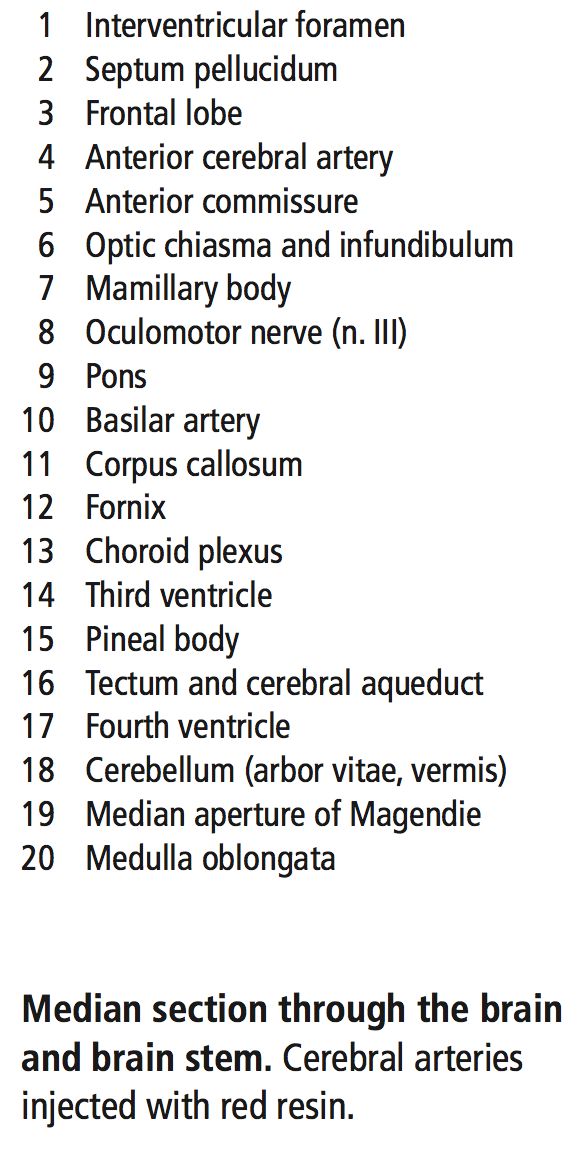 1 Interventricular foramen
2 Septum pellucidum
3 Frontal lobe
4 Anterior cerebral artery
5 Anterior commissure
6 Optic chiasma and infundibulum
7 Mamillary body
8 Oculomotor nerve (n. III)
9 Pons
10 Basilar artery
11 Corpus callosum
12 Fornix
13 Choroid plexus
14 Third ventricle
15 Pineal body
16 Tectum and cerebral aqueduct
17 Fourth ventricle
18 Cerebellum (arbor vitae, vermis)
19 Median aperture of Magendie
20 Medulla oblongata
Median section through the brain
and brain stem. Cerebral arteries
injected with red resin.